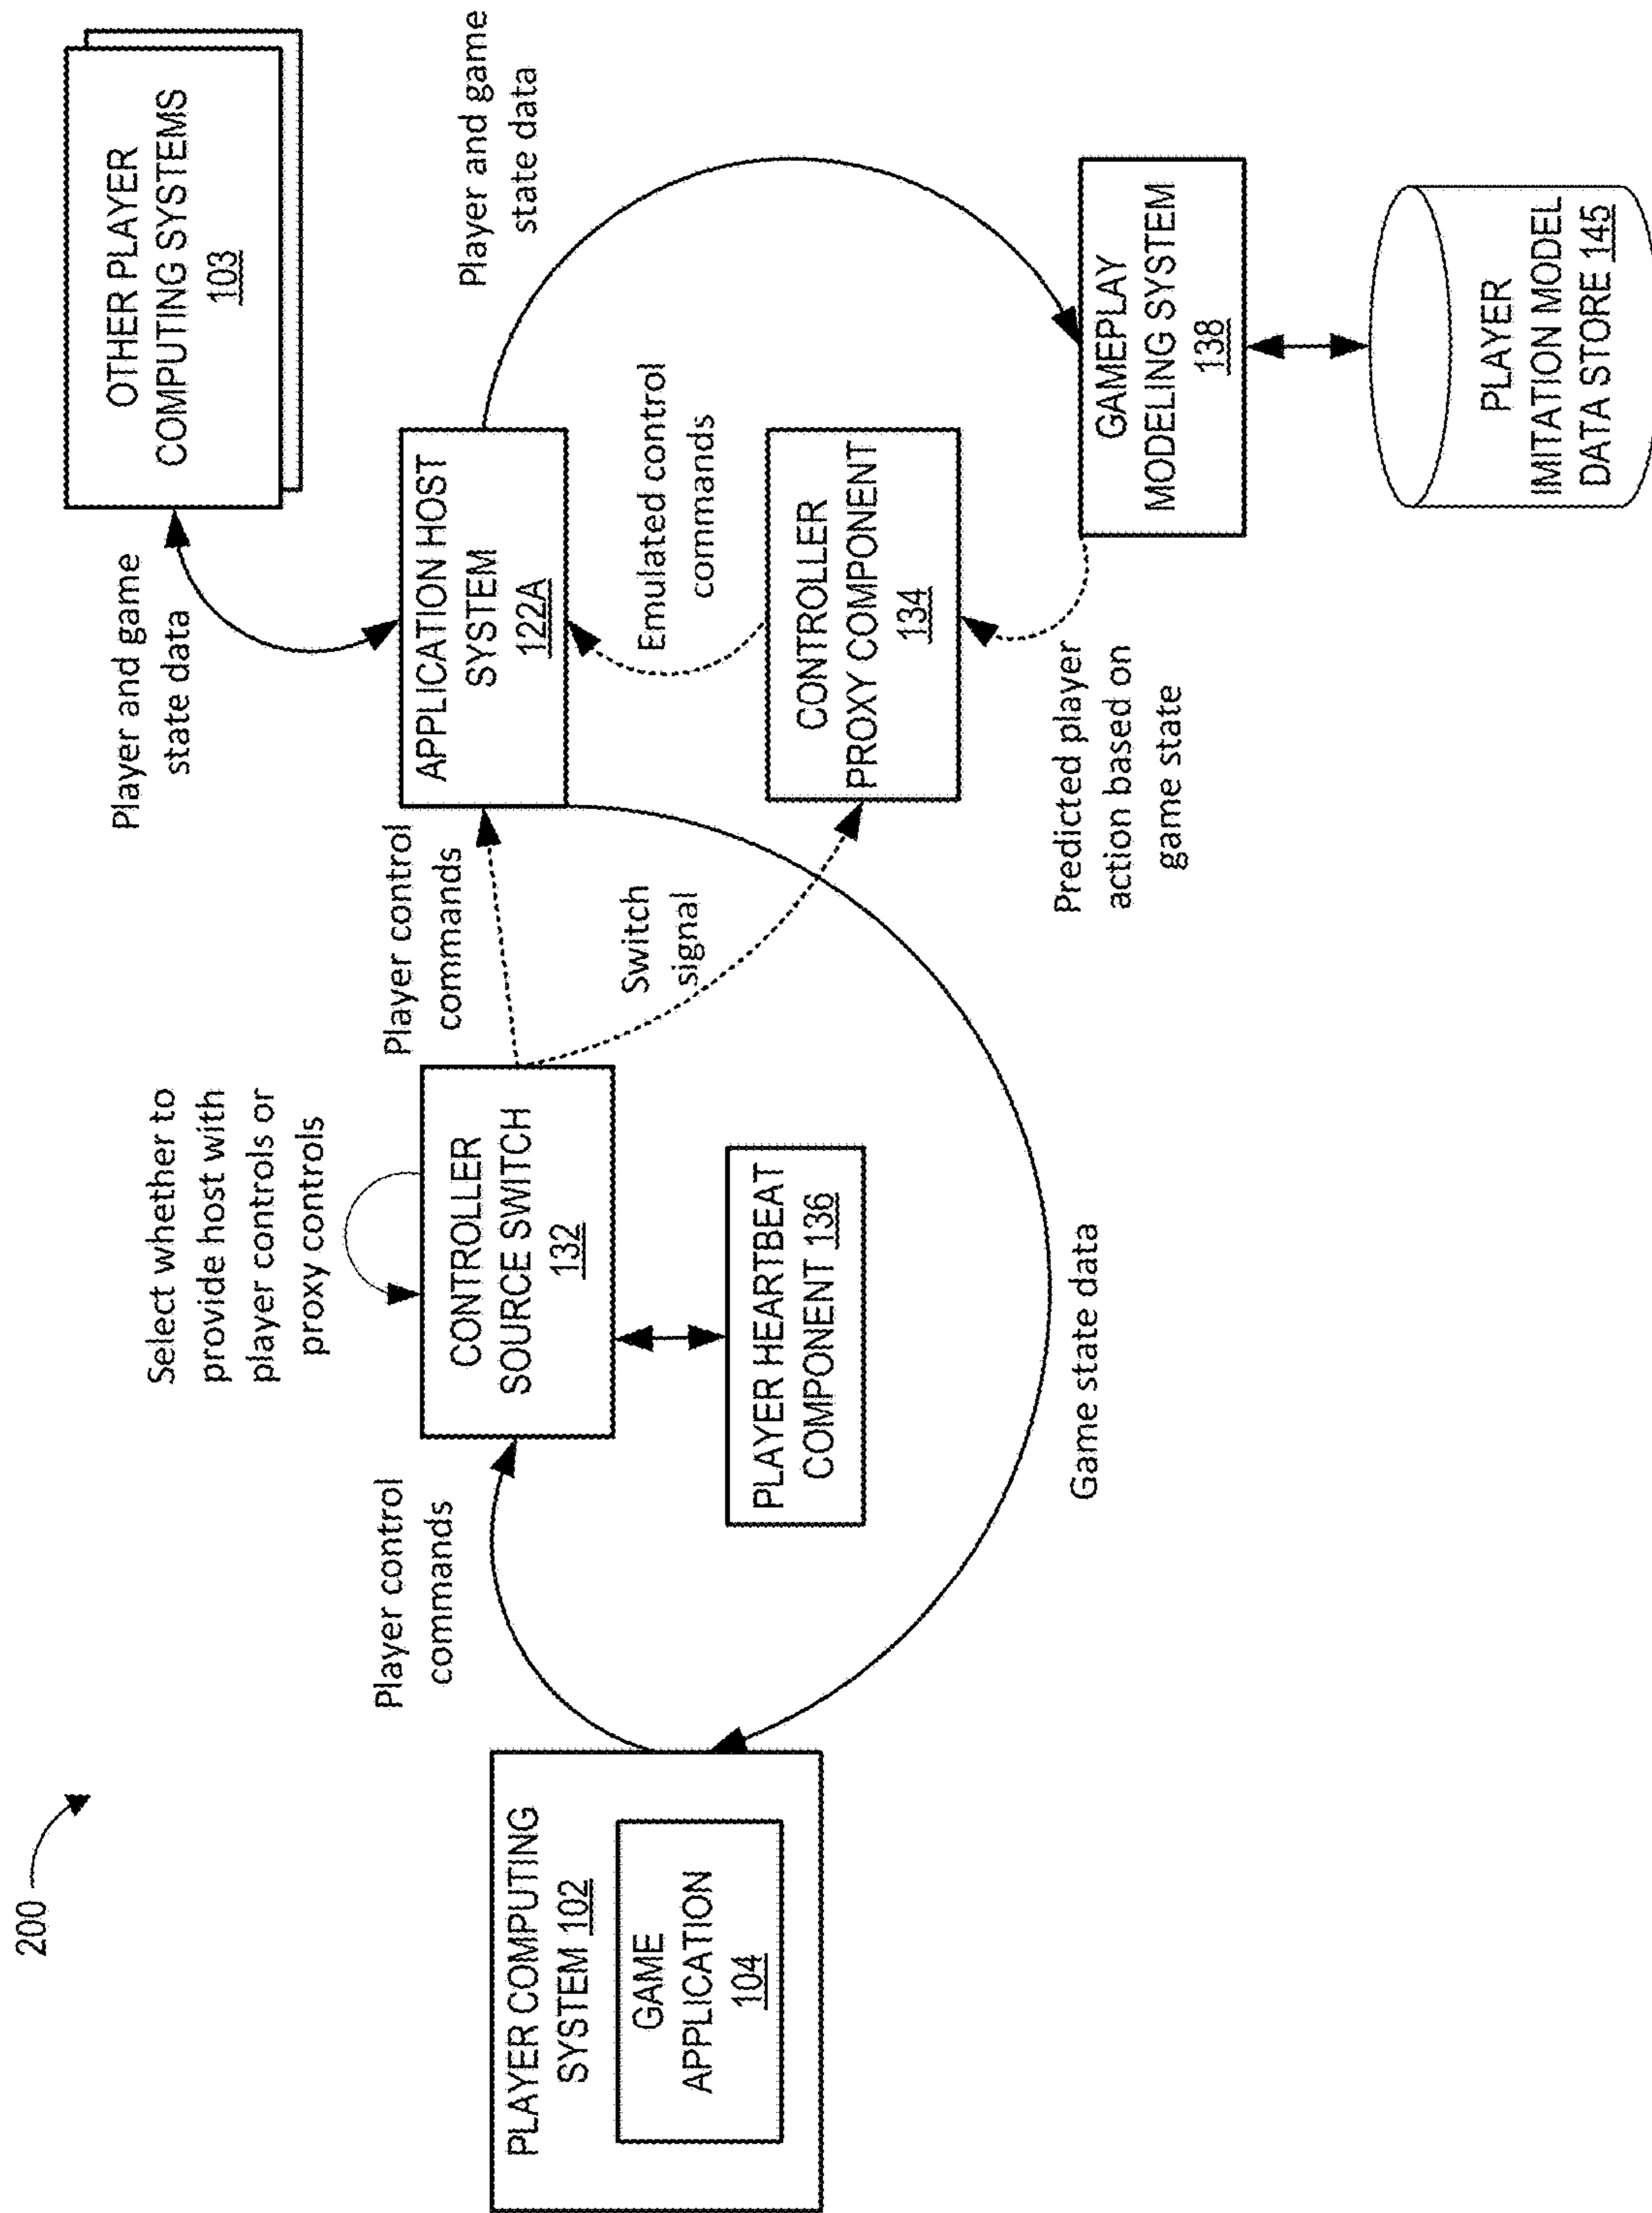 200
PLAYER COMPUTING
SYSTEM 102
GAME
APPLICATION
104
Player control
commands
Select whether to
provide host with
player controls or
proxy controls
CONTROLLER
SOURCE SWITCH
132
PLAYER HEARTBEAT
COMPONENT 136
Game state data
Player control
commands
Switch
signal
Player and game
state data
OTHER PLAYER
COMPUTING SYSTEMS
103
APPLICATION HOST
SYSTEM
122A
Emulated control
commands
CONTROLLER
PROXY COMPONENT
134
Predicted player
action based on
game state
Player and game
state data
GAMEPLAY
MODELING SYSTEM
138
PLAYER
IMITATION MODEL
DATA STORE 145